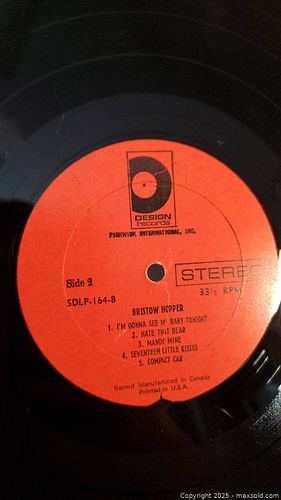 DESIGN
records
PICKWICK INTERNATIONAL, INC.
Side 2
STEREO
SDLP-164-B
33⅓ RPM
BRISTOW HOPPER
1. I'M GONNA SEE MY BABY TONIGHT
2. HATE THAT BEAR
3. MANDY MINE
4. SEVENTEEN LITTLE KISSES
5. COMPACT CAR
Record Manufactured in Canada
Printed in U.S.A.
Copyright © 2025 - maxsold.com